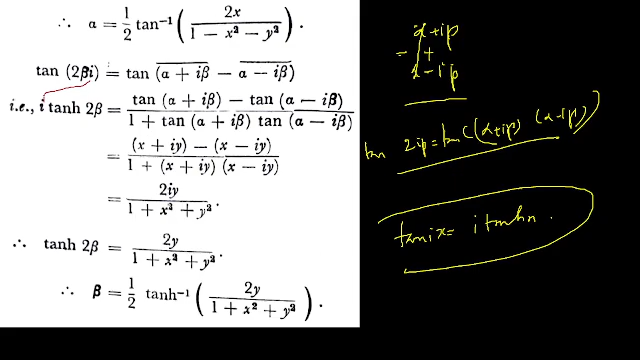 ∴ α = 1/2 tan⁻¹ ( 2x / (1 − x² − y²) ).
tan (2βi) = tan (α + iβ − α − iβ)
i.e., i tanh 2β = (tan (α + iβ) − tan (α − iβ)) / (1 + tan (α + iβ) tan (α − iβ))
= ((x + iy) − (x − iy)) / (1 + (x + iy) (x − iy))
= 2iy / (1 + x² + y²).
∴ tanh 2β = 2y / (1 + x² + y²).
∴ β = 1/2 tanh⁻¹ ( 2y / (1 + x² + y²) ).
α+iβ
− +
α−iβ
tan 2iβ = tan ((α+iβ) (α−iβ))
tan ix = i tanh x.